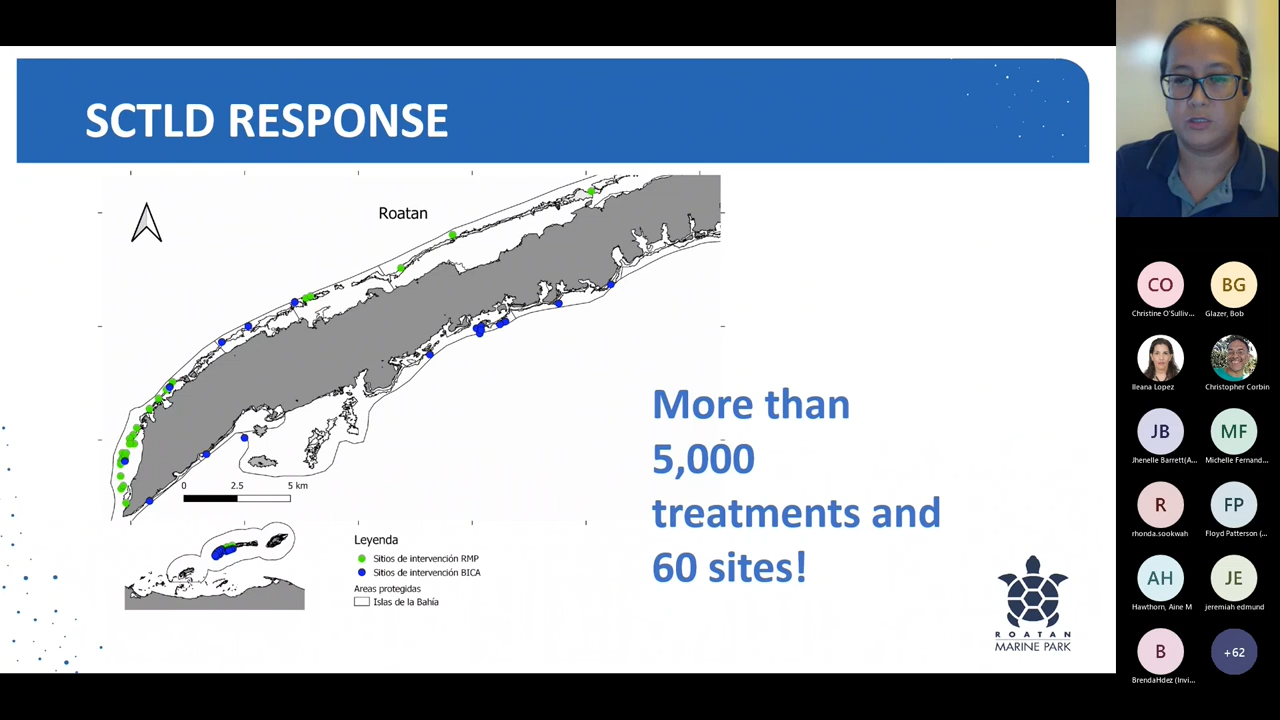 SCTLD RESPONSE
Roatan
0 2.5 5 km
Leyenda
Sitios de intervención RMP
Sitios de intervención BICA
Areas protegidas
Islas de la Bahía
More than
5,000
treatments and
60 sites!
ROATAN
MARINE PARK
CO
BG
Christine O'Sulliv...
Glazer, Bob
Ileana Lopez
Christopher Corbin
JB
MF
Jhenelle Barrett(A...
Michelle Fernand...
R
FP
rhonda.sookwah
Floyd Patterson (...
AH
JE
Hawthorn, Aine M
jeremiah edmund
B
+62
BrendaHdez (Invi...